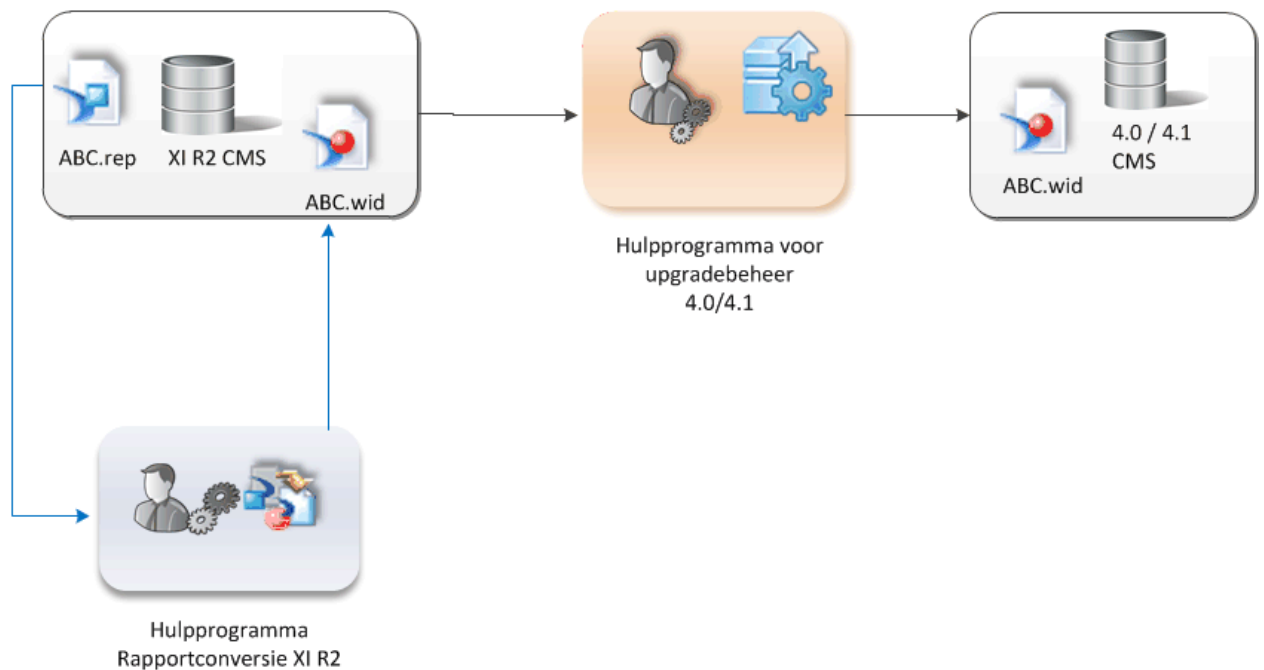 ABC.rep
XI R2 CMS
ABC.wid
Hulpprogramma voor
upgradebeheer
4.0/4.1
ABC.wid
4.0 / 4.1
CMS
Hulpprogramma
Rapportconversie XI R2